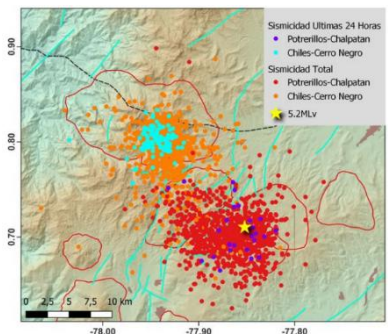 Sismicidad Ultimas 24 Horas
Potrerillos-Chalpatan
Chiles-Cerro Negro
Sismicidad Total
Potrerillos-Chalpatan
Chiles-Cerro Negro
5.2MLv
0.90
0.80
0.70
0 2,5 5 7,5 10 km
-78.00 -77.90 -77.80